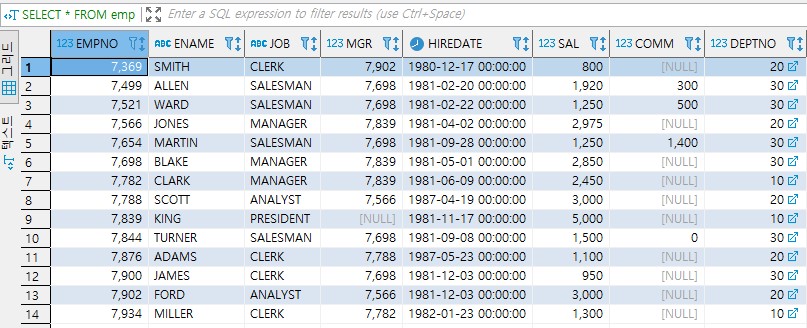 SELECT * FROM emp Enter a SQL expression to filter results (use Ctrl+Space)
그리드
텍스트
123 EMPNO ABC ENAME ABC JOB 123 MGR HIREDATE 123 SAL 123 COMM 123 DEPTNO
1 7,369 SMITH CLERK 7,902 1980-12-17 00:00:00 800 [NULL] 20
2 7,499 ALLEN SALESMAN 7,698 1981-02-20 00:00:00 1,920 300 30
3 7,521 WARD SALESMAN 7,698 1981-02-22 00:00:00 1,250 500 30
4 7,566 JONES MANAGER 7,839 1981-04-02 00:00:00 2,975 [NULL] 20
5 7,654 MARTIN SALESMAN 7,698 1981-09-28 00:00:00 1,250 1,400 30
6 7,698 BLAKE MANAGER 7,839 1981-05-01 00:00:00 2,850 [NULL] 30
7 7,782 CLARK MANAGER 7,839 1981-06-09 00:00:00 2,450 [NULL] 10
8 7,788 SCOTT ANALYST 7,566 1987-04-19 00:00:00 3,000 [NULL] 20
9 7,839 KING PRESIDENT [NULL] 1981-11-17 00:00:00 5,000 [NULL] 10
10 7,844 TURNER SALESMAN 7,698 1981-09-08 00:00:00 1,500 0 30
11 7,876 ADAMS CLERK 7,788 1987-05-23 00:00:00 1,100 [NULL] 20
12 7,900 JAMES CLERK 7,698 1981-12-03 00:00:00 950 [NULL] 30
13 7,902 FORD ANALYST 7,566 1981-12-03 00:00:00 3,000 [NULL] 20
14 7,934 MILLER CLERK 7,782 1982-01-23 00:00:00 1,300 [NULL] 10